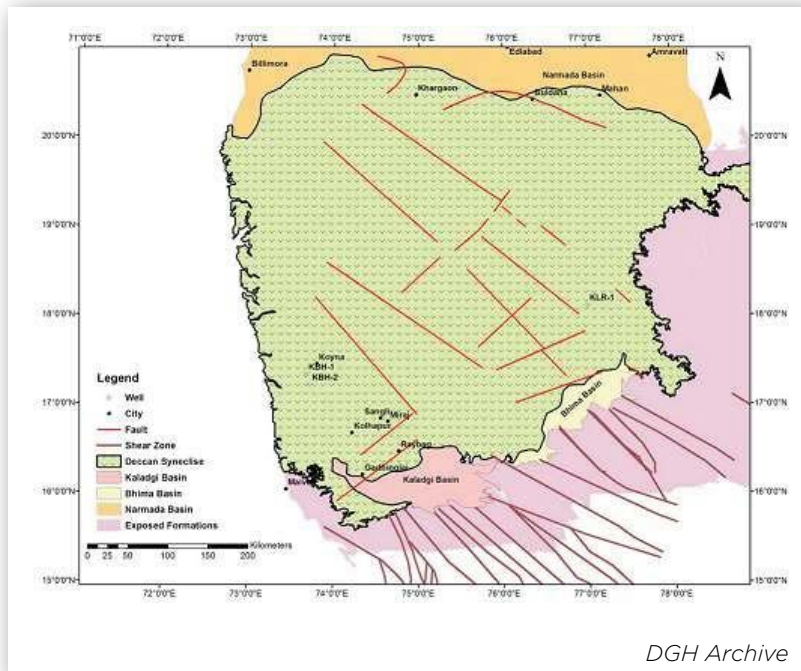 71°0'0"E 72°0'0"E 73°0'0"E 74°0'0"E 75°0'0"E 76°0'0"E 77°0'0"E 78°0'0"E
Edlabad
Amravati
Billimora
Narmada Basin
N
Khargaon
Buldana
Mahan
20°0'0"N
20°0'0"N
19°0'0"N
19°0'0"N
KLR-1
18°0'0"N
18°0'0"N
Koyna
KBH-1
KBH-2
Legend
Well
City
Fault
Shear Zone
Deccan Syneclise
Kaladgi Basin
Bhima Basin
Narmada Basin
Exposed Formations
17°0'0"N
17°0'0"N
Bhima Basin
Sangli
Miraj
Kolhapur
Raybag
Kaladgi Basin
16°0'0"N
16°0'0"N
Kilometers
0 25 50 100 150 200
15°0'0"N
15°0'0"N
72°0'0"E 73°0'0"E 74°0'0"E 75°0'0"E 76°0'0"E 77°0'0"E 78°0'0"E
DGH Archive